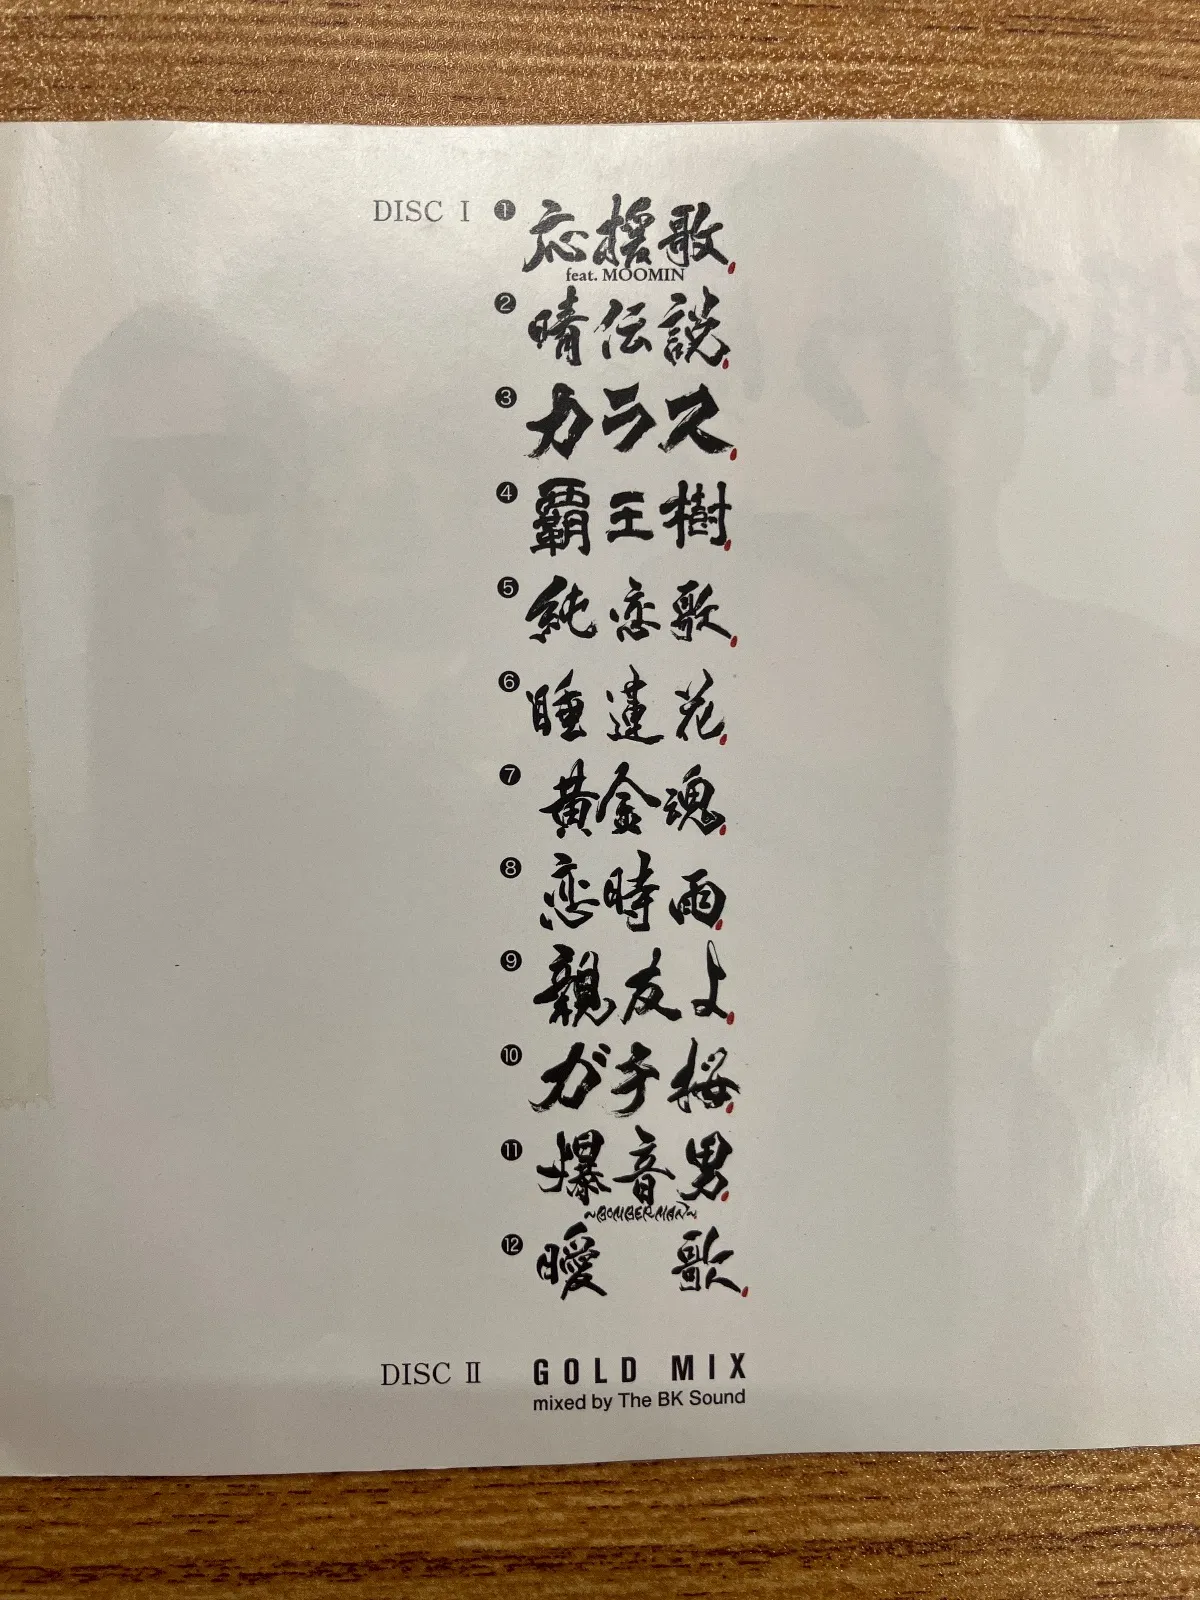 DISC Ⅰ ❶ 応援歌
feat. MOOMIN
❷ 晴伝説
❸ カラス
❹ 覇王樹
❺ 純恋歌
❻ 睡蓮花
❼ 黄金魂
❽ 恋時雨
❾ 親友よ
❿ ガチ桜
⓫ 爆音男
~BOMBER MAN~
⓬ 曖歌
DISC Ⅱ GOLD MIX
mixed by The BK Sound